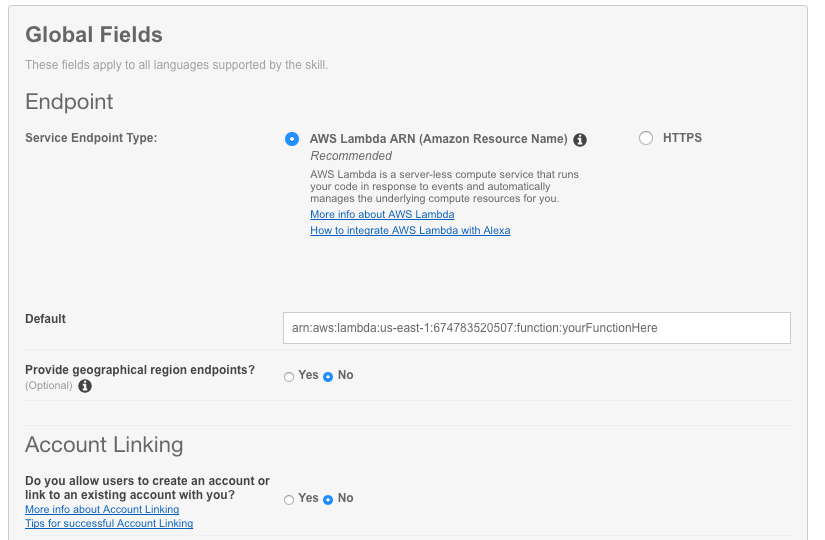 Global Fields
These fields apply to all languages supported by the skill.
Endpoint
Service Endpoint Type:
AWS Lambda ARN (Amazon Resource Name)
HTTPS
Recommended
AWS Lambda is a server-less compute service that runs
your code in response to events and automatically
manages the underlying compute resources for you.
More info about AWS Lambda
How to integrate AWS Lambda with Alexa
Default
arn:aws:lambda:us-east-1:674783520507:function:yourFunctionHere
Provide geographical region endpoints?
Yes No
(Optional)
Account Linking
Do you allow users to create an account or
link to an existing account with you?
Yes No
More info about Account Linking
Tips for successful Account Linking